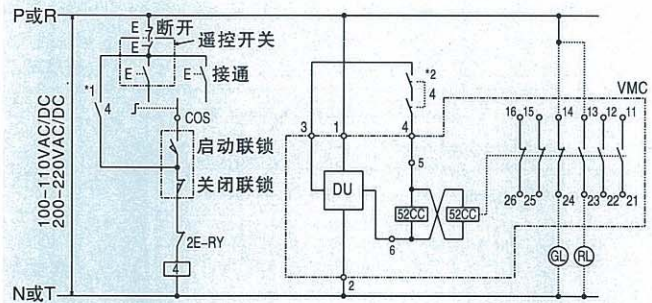 P或R
E 断开
E 遥控开关
E 接通 E
*1
4
COS
启动联锁
关闭联锁
2E-RY
4
N或T
100-110VAC/DC
200-220VAC/DC
*2
4
VMC
3 1 4
5
DU
52CC 52CC
6
2
16 15 14 13 12 11
26 25 24 23 22 21
GL RL